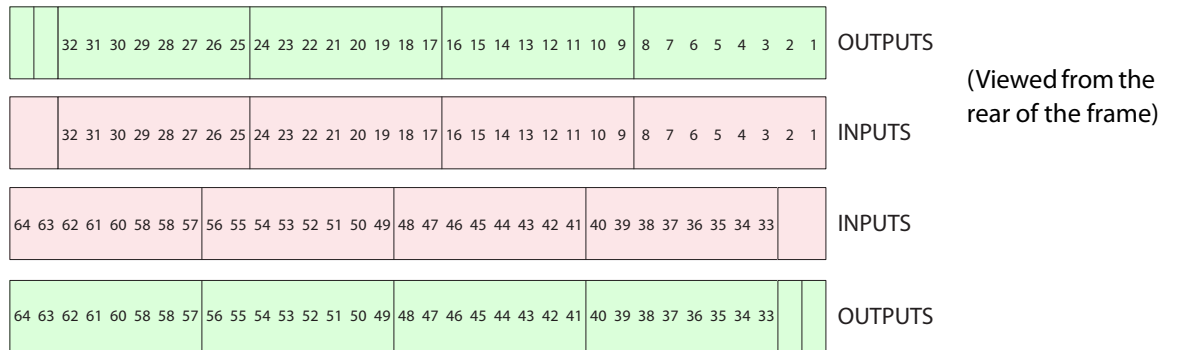 32 31 30 29 28 27 26 25 24 23 22 21 20 19 18 17 16 15 14 13 12 11 10 9 8 7 6 5 4 3 2 1 OUTPUTS
(Viewed from the
rear of the frame)
32 31 30 29 28 27 26 25 24 23 22 21 20 19 18 17 16 15 14 13 12 11 10 9 8 7 6 5 4 3 2 1 INPUTS
64 63 62 61 60 58 58 57 56 55 54 53 52 51 50 49 48 47 46 45 44 43 42 41 40 39 38 37 36 35 34 33 INPUTS
64 63 62 61 60 58 58 57 56 55 54 53 52 51 50 49 48 47 46 45 44 43 42 41 40 39 38 37 36 35 34 33 OUTPUTS